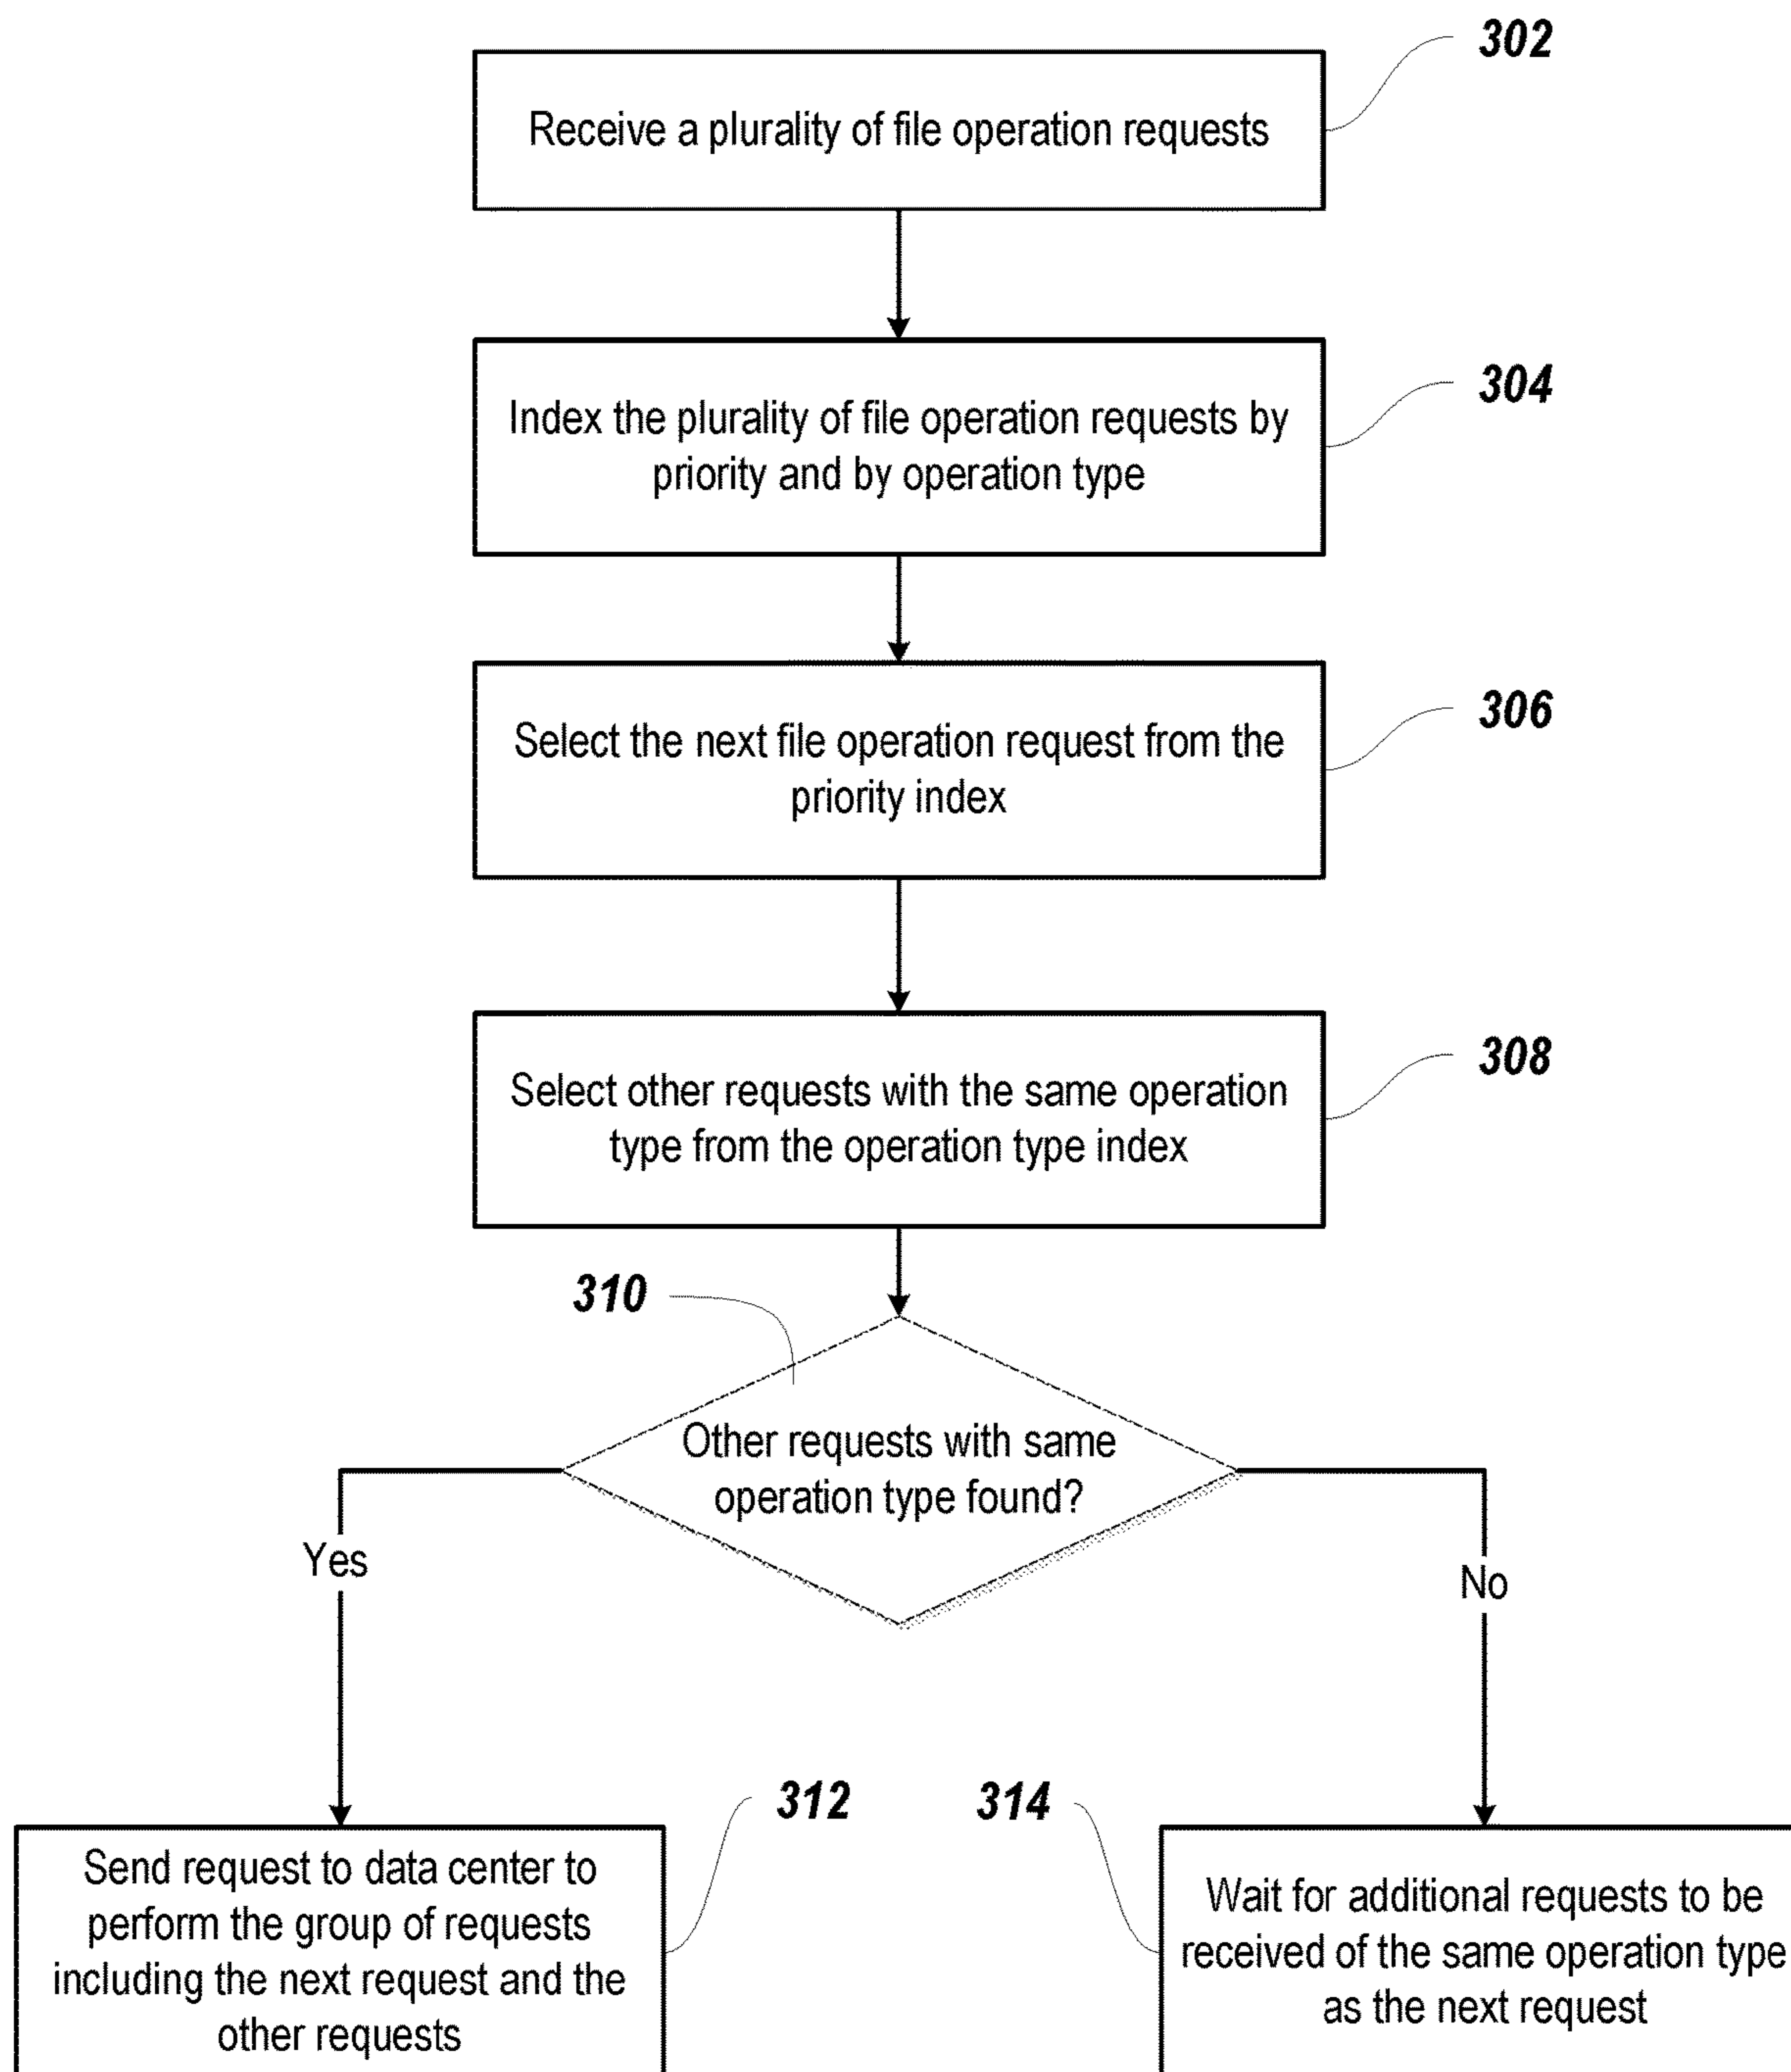 302
Receive a plurality of file operation requests
304
Index the plurality of file operation requests by
priority and by operation type
306
Select the next file operation request from the
priority index
308
Select other requests with the same operation
type from the operation type index
310
Other requests with same
operation type found?
Yes
No
312
314
Send request to data center to
perform the group of requests
including the next request and the
other requests
Wait for additional requests to be
received of the same operation type
as the next request